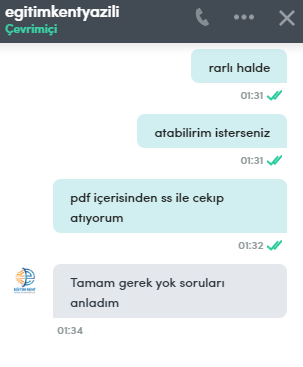 egitimkentyazili
Çevrimiçi
rarlı halde
01:31
atabilirim isterseniz
01:31
pdf içerisinden ss ile cekıp
atıyorum
01:32
Tamam gerek yok soruları
anladım
01:34